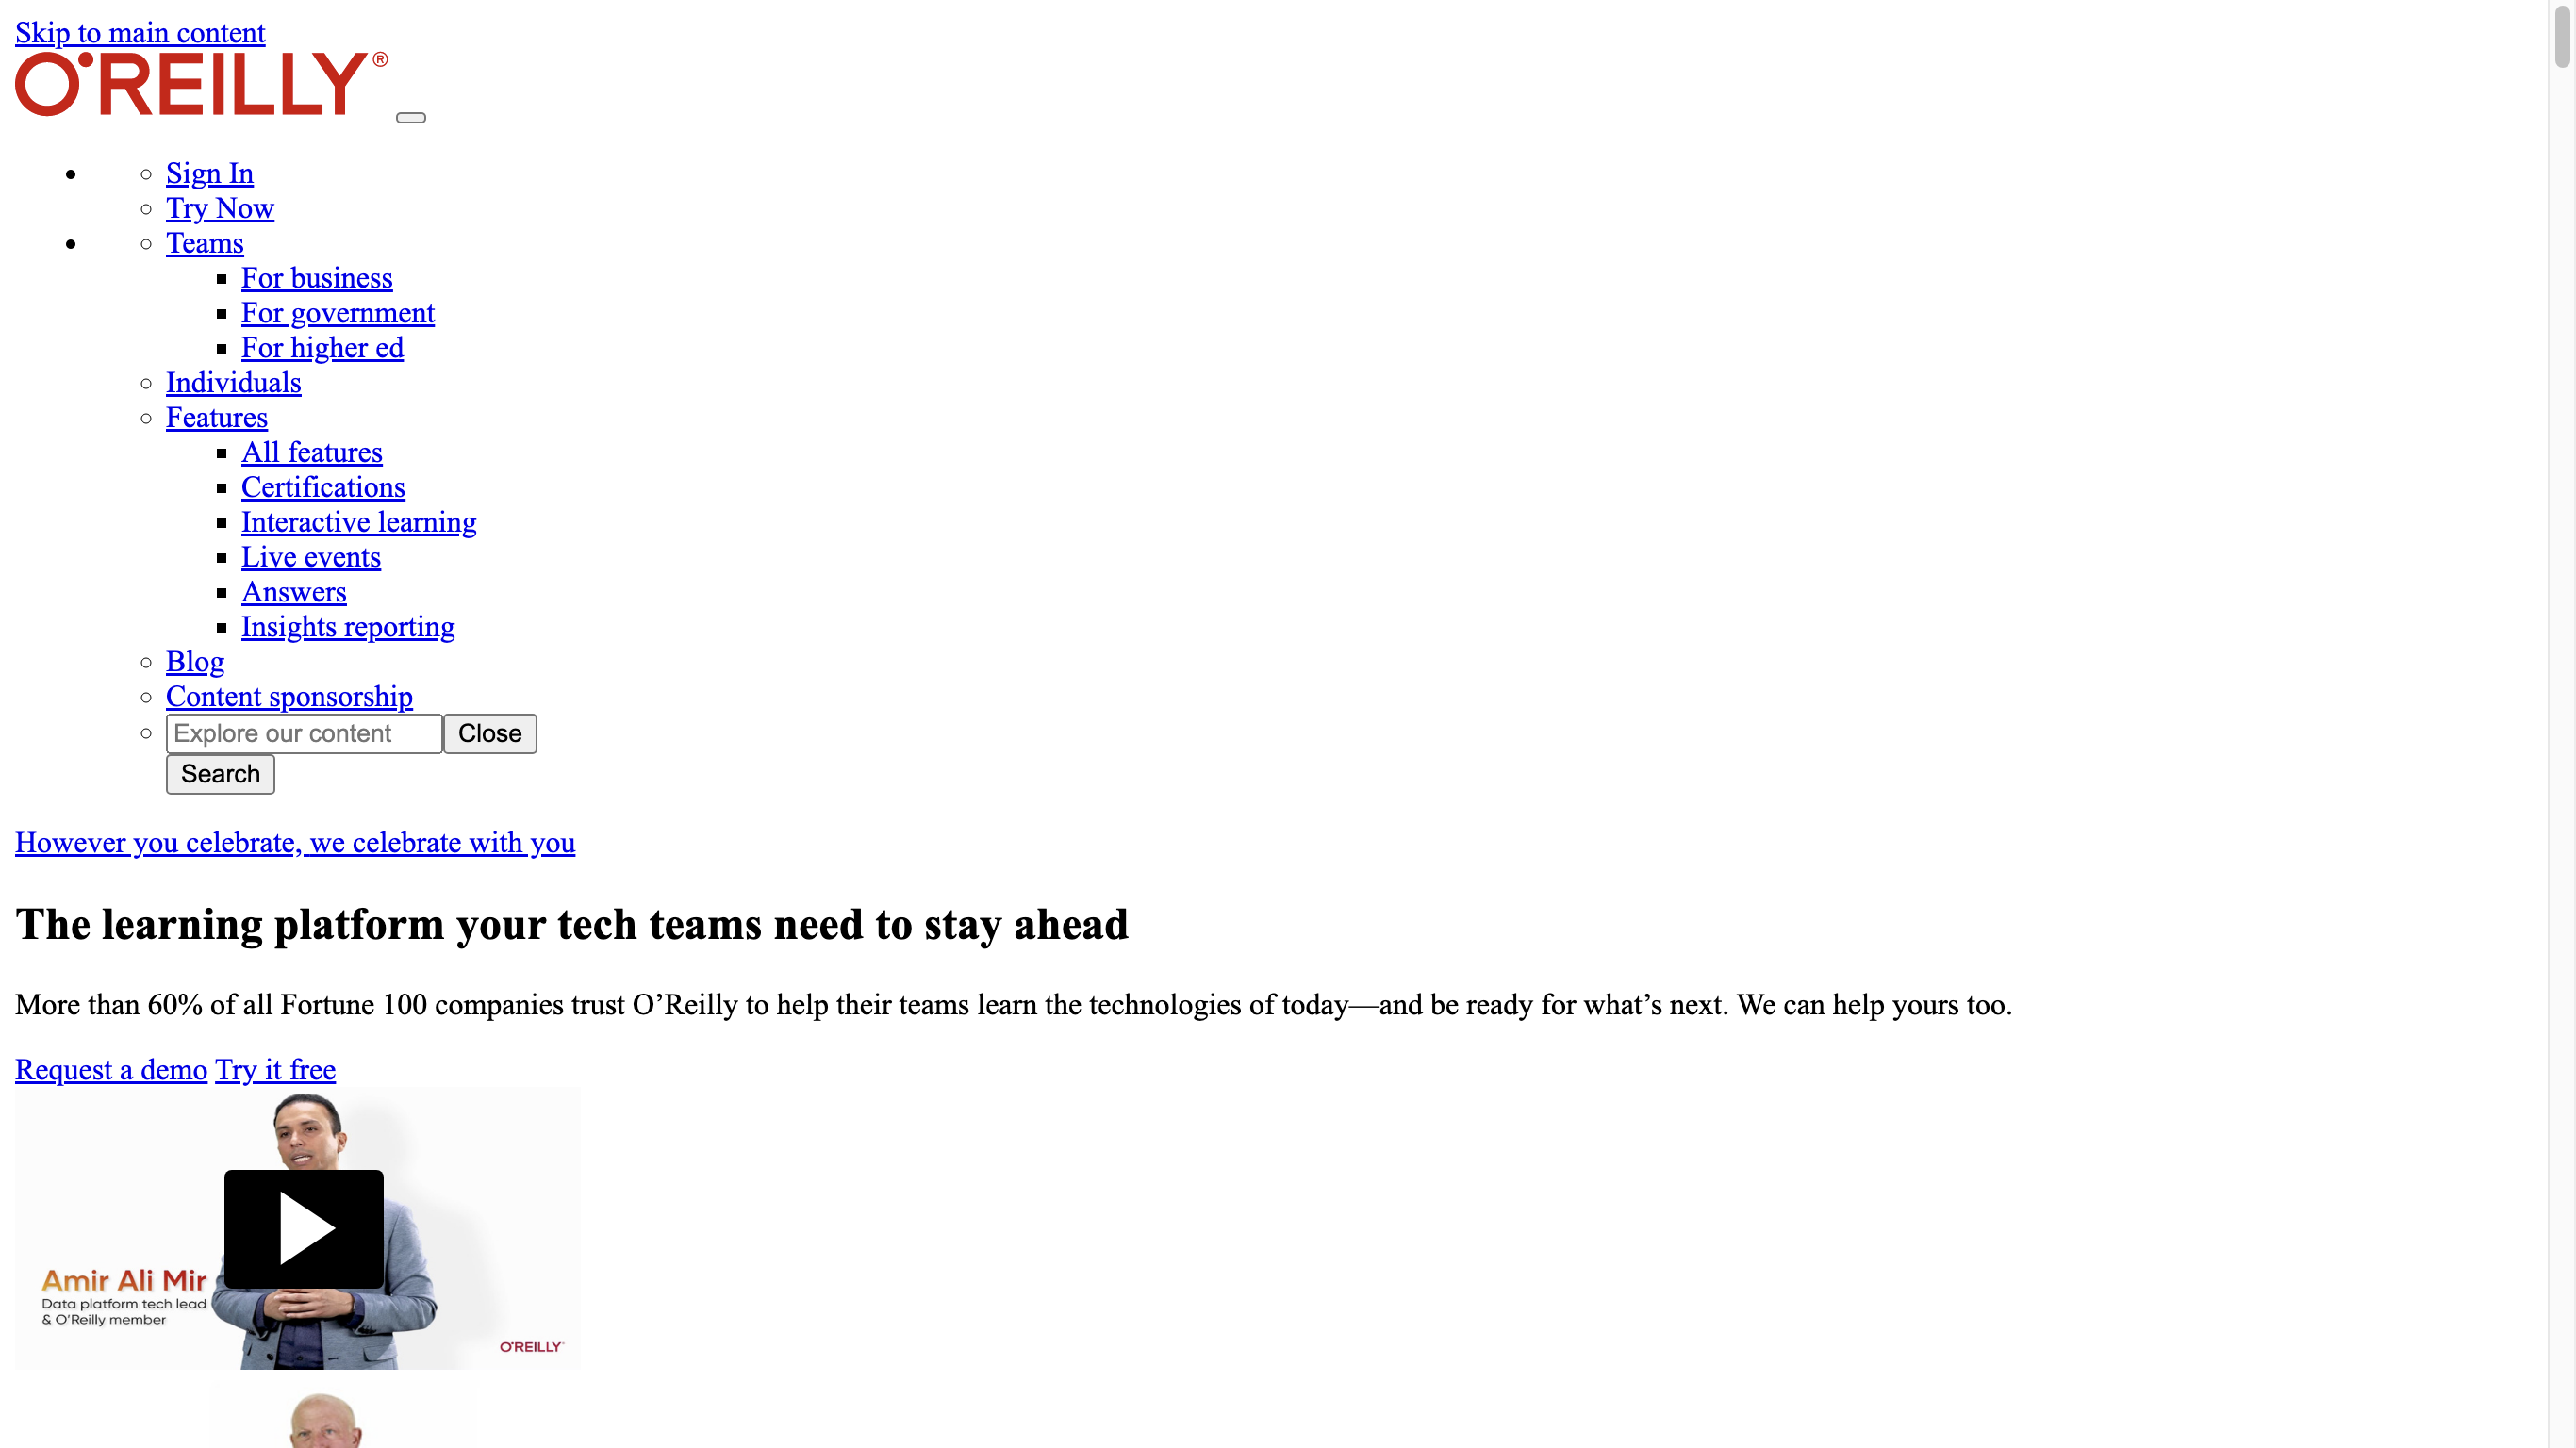 Skip to main content
O'REILLY®
Sign In
Try Now
Teams
For business
For government
For higher ed
Individuals
Features
All features
Certifications
Interactive learning
Live events
Answers
Insights reporting
Blog
Content sponsorship
Explore our content Close
Search
However you celebrate, we celebrate with you
The learning platform your tech teams need to stay ahead
More than 60% of all Fortune 100 companies trust O’Reilly to help their teams learn the technologies of today—and be ready for what’s next. We can help yours too.
Request a demo Try it free
Amir Ali Mir
Data platform tech lead
& O'Reilly member
O'REILLY